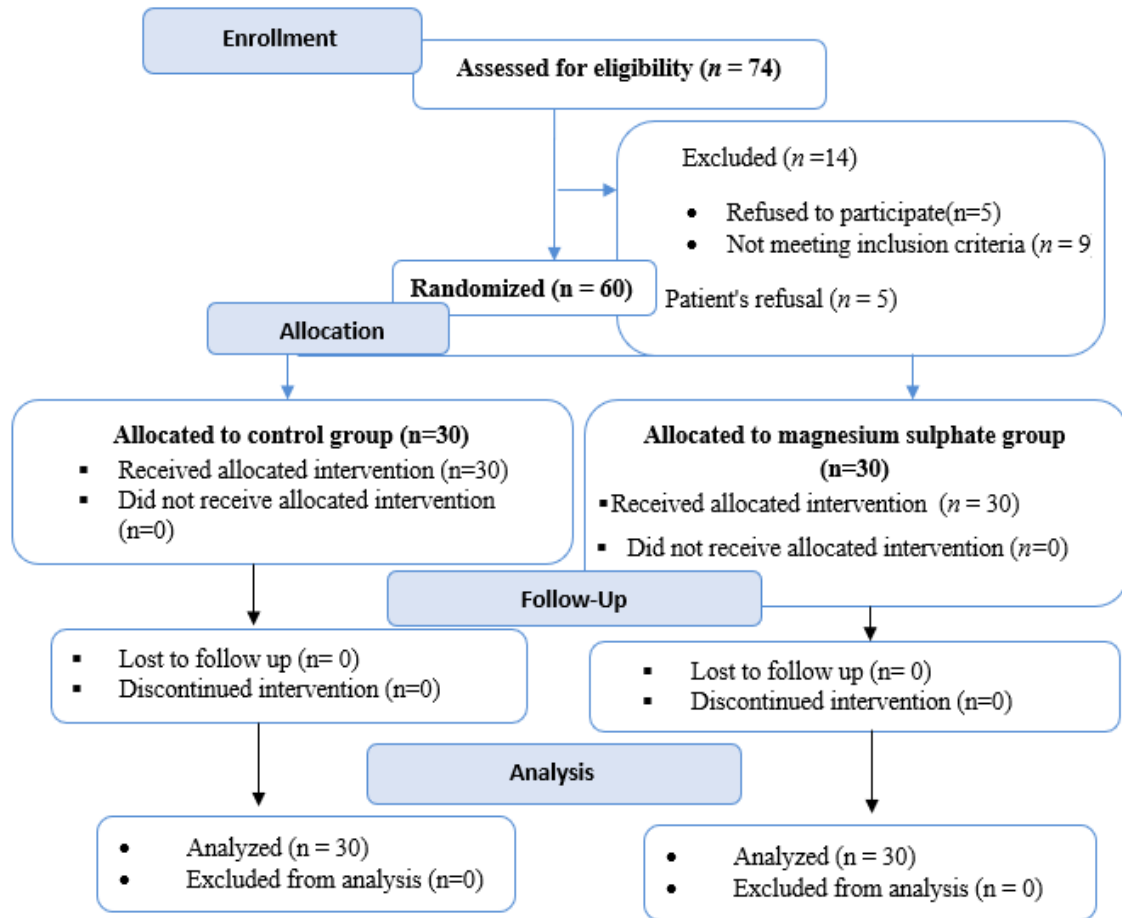 Enrollment
Assessed for eligibility (n = 74)
Excluded (n =14)
• Refused to participate(n=5)
• Not meeting inclusion criteria (n = 9)
Randomized (n = 60)
Patient's refusal (n = 5)
Allocation
Allocated to control group (n=30)
▪ Received allocated intervention (n=30)
▪ Did not receive allocated intervention
(n=0)
Allocated to magnesium sulphate group
(n=30)
▪Received allocated intervention (n = 30)
▪ Did not receive allocated intervention (n=0)
Follow-Up
▪ Lost to follow up (n= 0)
▪ Discontinued intervention (n=0)
▪ Lost to follow up (n= 0)
▪ Discontinued intervention (n=0)
Analysis
• Analyzed (n = 30)
• Excluded from analysis (n=0)
• Analyzed (n = 30)
• Excluded from analysis (n = 0)